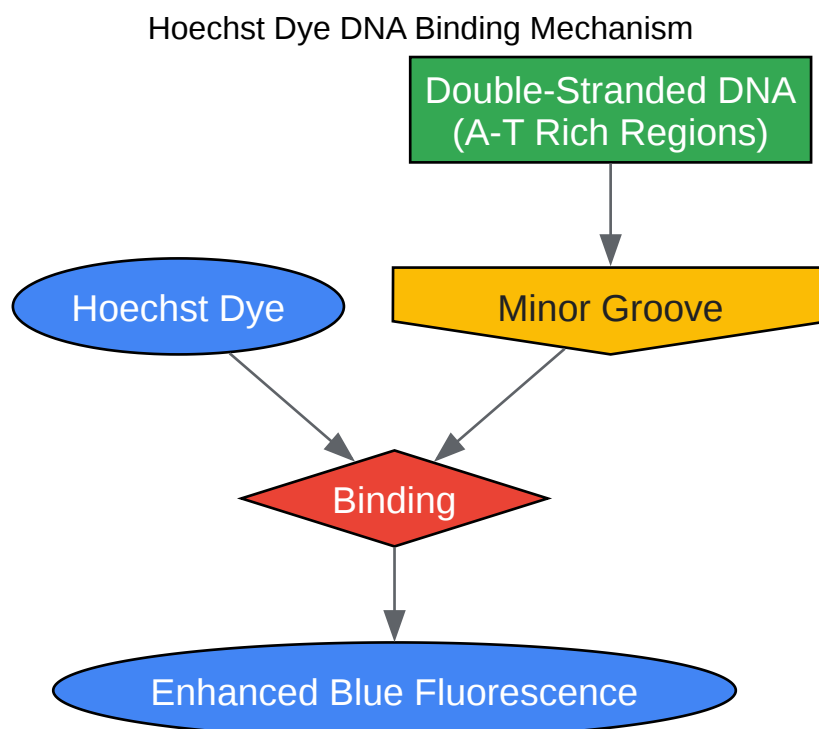 Hoechst Dye DNA Binding Mechanism
Double-Stranded DNA
(A-T Rich Regions)
Hoechst Dye
Minor Groove
Binding
Enhanced Blue Fluorescence